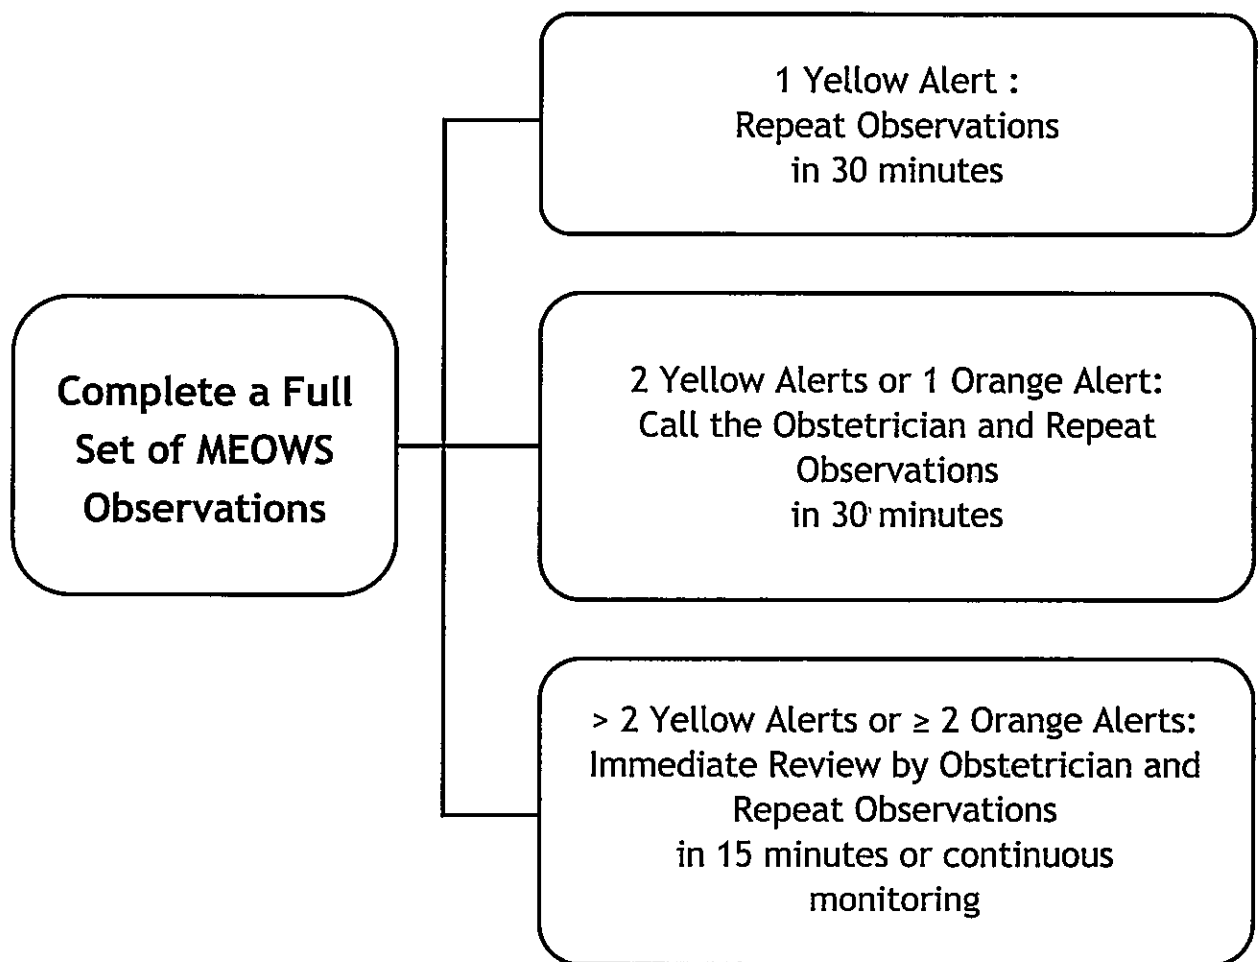 Complete a Full
Set of MEOWS
Observations
1 Yellow Alert :
Repeat Observations
in 30 minutes
2 Yellow Alerts or 1 Orange Alert:
Call the Obstetrician and Repeat
Observations
in 30 minutes
> 2 Yellow Alerts or ≥ 2 Orange Alerts:
Immediate Review by Obstetrician and
Repeat Observations
in 15 minutes or continuous
monitoring